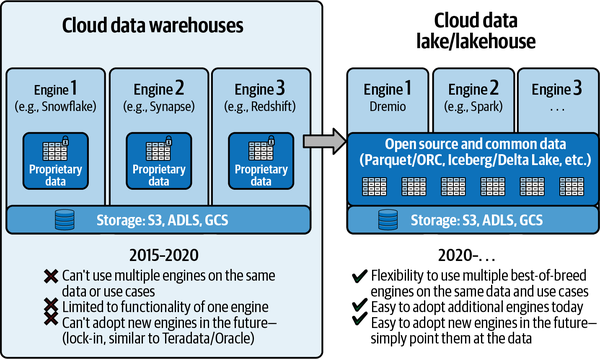 Cloud data warehouses
Engine 1
(e.g., Snowflake)
Proprietary
data
Engine 2
(e.g., Synapse)
Proprietary
data
Engine 3
(e.g., Redshift)
Proprietary
data
Storage: S3, ADLS, GCS
2015-2020
Can't use multiple engines on the same
data or use cases
Limited to functionality of one engine
Can't adopt new engines in the future—
(lock-in, similar to Teradata/Oracle)
Cloud data
lake/lakehouse
Engine 1
Dremio
Engine 2
(e.g., Spark)
Engine 3
. . .
Open source and common data
(Parquet/ORC, Iceberg/Delta Lake, etc.)
Storage: S3, ADLS, GCS
2020-. . .
Flexibility to use multiple best-of-breed
engines on the same data and use cases
Easy to adopt additional engines today
Easy to adopt new engines in the future—
simply point them at the data